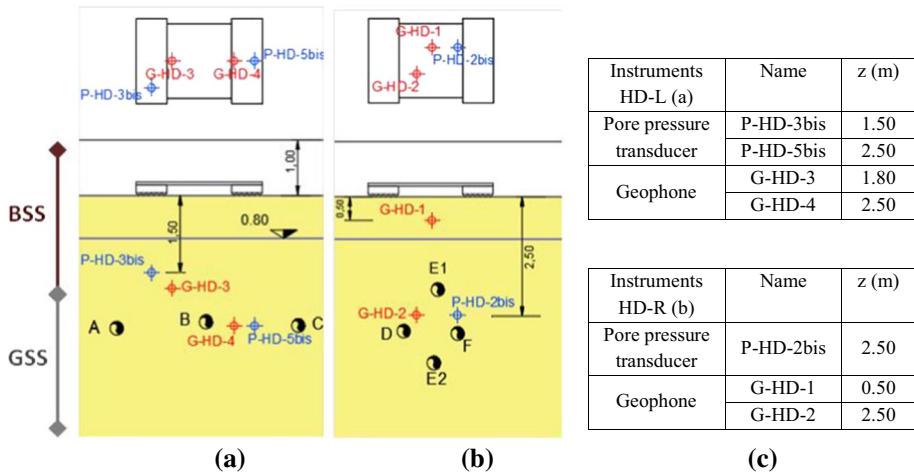 G-HD-3
G-HD-4
P-HD-5bis
P-HD-3bis
1,00
BSS
1,50
0.80
P-HD-3bis
G-HD-3
GSS
A
B
C
G-HD-4
P-HD-5bis
(a)
G-HD-1
P-HD-2bis
G-HD-2
0,50
G-HD-1
2,50
E1
G-HD-2
P-HD-2bis
D
F
E2
(b)
Instruments HD-L (a) Name z (m)
Pore pressure transducer P-HD-3bis 1.50
P-HD-5bis 2.50
Geophone G-HD-3 1.80
G-HD-4 2.50
Instruments HD-R (b) Name z (m)
Pore pressure transducer P-HD-2bis 2.50
Geophone G-HD-1 0.50
G-HD-2 2.50
(c)